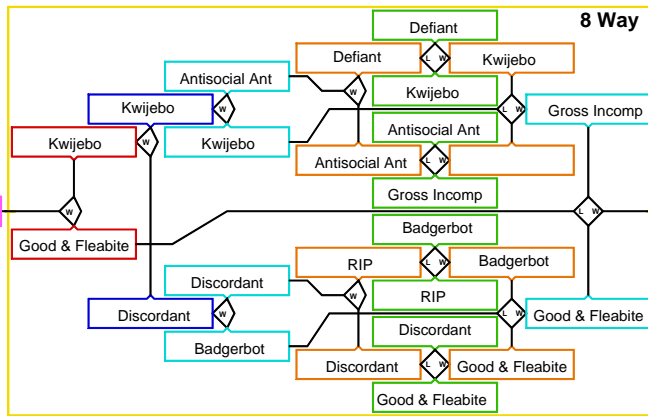 8 Way
Defiant
Defiant
L W
Kwijebo
Antisocial Ant
W
Kwijebo
Kwijebo
W
L W
Gross Incomp
Antisocial Ant
Kwijebo
W
Kwijebo
Antisocial Ant
L W
Gross Incomp
W
L W
Good & Fleabite
Badgerbot
RIP
L W
Badgerbot
Discordant
W
RIP
Discordant
W
L W
Good & Fleabite
Discordant
Badgerbot
Discordant
L W
Good & Fleabite
Good & Fleabite